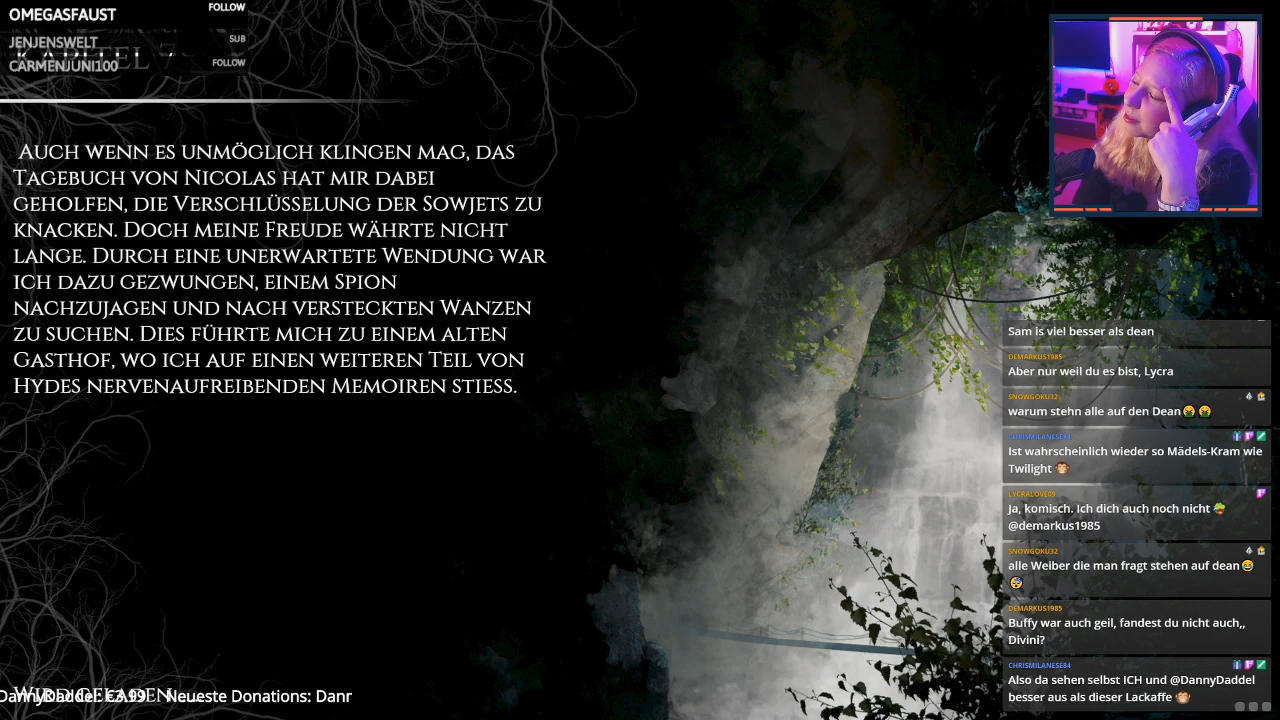 OMEGASFAUST FOLLOW
JENJENSWELT SUB
CARMENJUNI100 FOLLOW
KAPITEL 7
AUCH WENN ES UNMÖGLICH KLINGEN MAG, DAS
TAGEBUCH VON NICOLAS HAT MIR DABEI
GEHOLFEN, DIE VERSCHLÜSSELUNG DER SOWJETS ZU
KNACKEN. DOCH MEINE FREUDE WÄHRTE NICHT
LANGE. DURCH EINE UNERWARTETE WENDUNG WAR
ICH DAZU GEZWUNGEN, EINEM SPION
NACHZUJAGEN UND NACH VERSTECKTEN WANZEN
ZU SUCHEN. DIES FÜHRTE MICH ZU EINEM ALTEN
GASTHOF, WO ICH AUF EINEN WEITEREN TEIL VON
HYDES NERVENAUFREIBENDEN MEMOIREN STIESS.
Sam is viel besser als dean
DEMARKUS1985
Aber nur weil du es bist, Lycra
SNOWGOKU32
warum stehn alle auf den Dean🤮🤮
CHRISMILANESE84
Ist wahrscheinlich wieder so Mädels-Kram wie
Twilight 🐵
LYCRALOVE09
Ja, komisch. Ich dich auch noch nicht
@demarkus1985
SNOWGOKU32
alle Weiber die man fragt stehen auf dean😂
😴
DEMARKUS1985
Buffy war auch geil, fandest du nicht auch,,
Divini?
CHRISMILANESE84
Also da sehen selbst ICH und @DannyDaddel
besser aus als dieser Lackaffe 🐵
DannyDaddel: €3.99 Neueste Donations: Danr